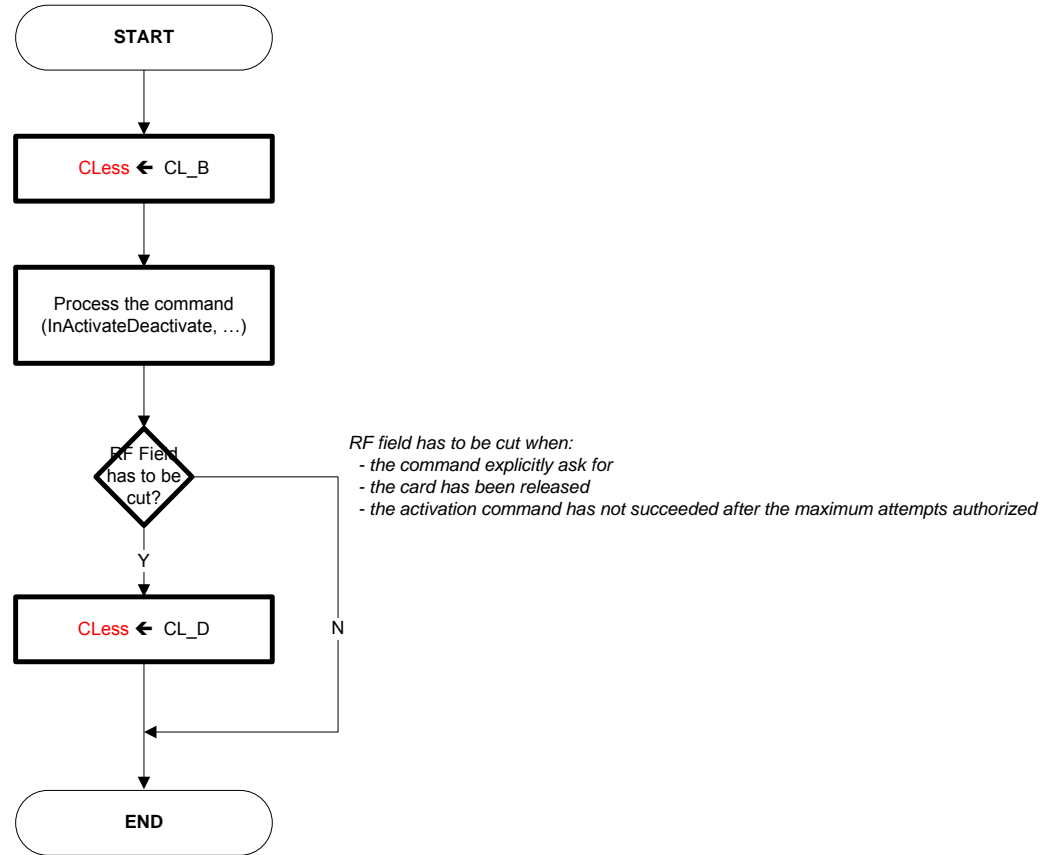 START
CLess ← CL_B
Process the command
(InActivateDeactivate, …)
RF Field
has to be
cut?
RF field has to be cut when:
- the command explicitly ask for
- the card has been released
- the activation command has not succeeded after the maximum attempts authorized
Y
CLess ← CL_D
N
END